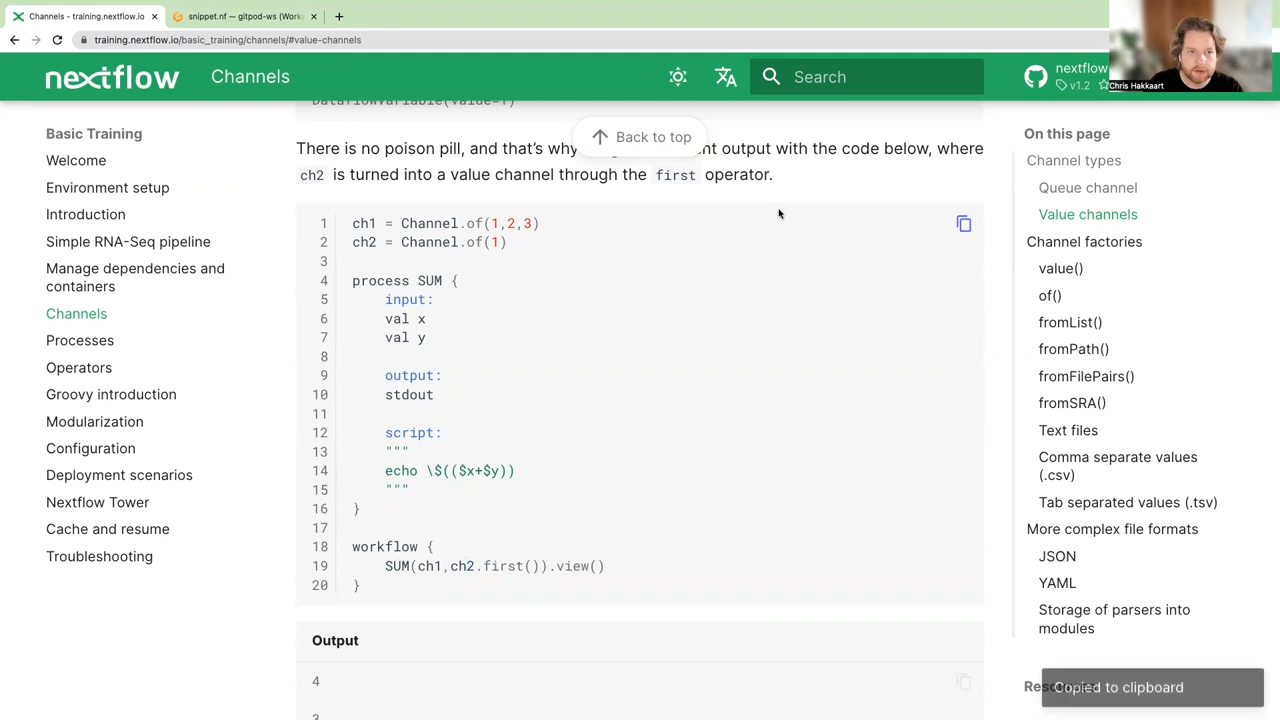 Channels - training.nextflow.io
snippet.nf — gitpod-ws (Works
training.nextflow.io/basic_training/channels/#value-channels
nextflow
Channels
Search
nextflow
v1.2
Chris Hakkaart
Basic Training
Welcome
Environment setup
Introduction
Simple RNA-Seq pipeline
Manage dependencies and
containers
Channels
Processes
Operators
Groovy introduction
Modularization
Configuration
Deployment scenarios
Nextflow Tower
Cache and resume
Troubleshooting
DataflowVariable(value=1)
Back to top
There is no poison pill, and that's why output with the code below, where
ch2 is turned into a value channel through the first operator.
1 ch1 = Channel.of(1,2,3)
2 ch2 = Channel.of(1)
3
4 process SUM {
5 input:
6 val x
7 val y
8
9 output:
10 stdout
11
12 script:
13 """
14 echo \$(($x+$y))
15 """
16 }
17
18 workflow {
19 SUM(ch1,ch2.first()).view()
20 }
Output
4
3
On this page
Channel types
Queue channel
Value channels
Channel factories
value()
of()
fromList()
fromPath()
fromFilePairs()
fromSRA()
Text files
Comma separate values
(.csv)
Tab separated values (.tsv)
More complex file formats
JSON
YAML
Storage of parsers into
modules
Copied to clipboard